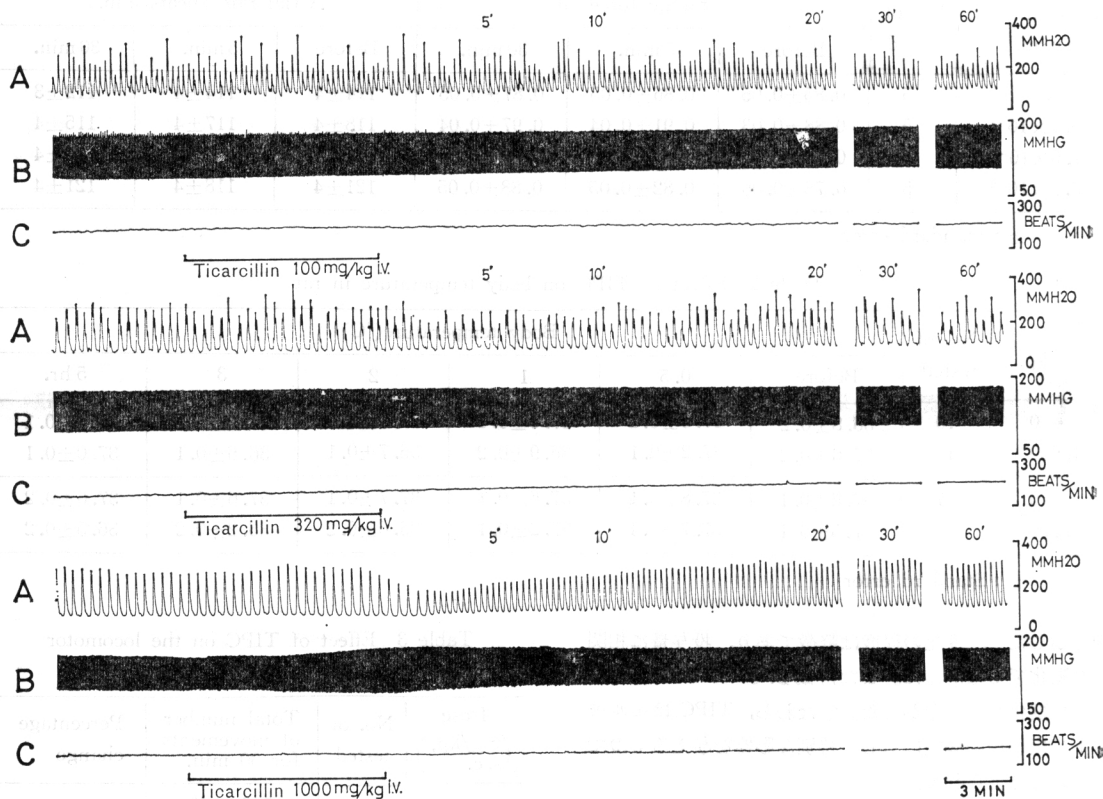 5' 10' 20' 30' 60'
A 400 MMH2O 200 0
B 200 MMHG 50
C 300 BEATS/MIN 100
Ticarcillin 100 mg/kg i.v.
5' 10' 20' 30' 60'
A 400 MMH2O 200 0
B 200 MMHG 50
C 300 BEATS/MIN 100
Ticarcillin 320 mg/kg i.v.
5' 10' 20' 30' 60'
A 400 MMH2O 200 0
B 200 MMHG 50
C 300 BEATS/MIN 100
Ticarcillin 1000 mg/kg i.v.
3 MIN